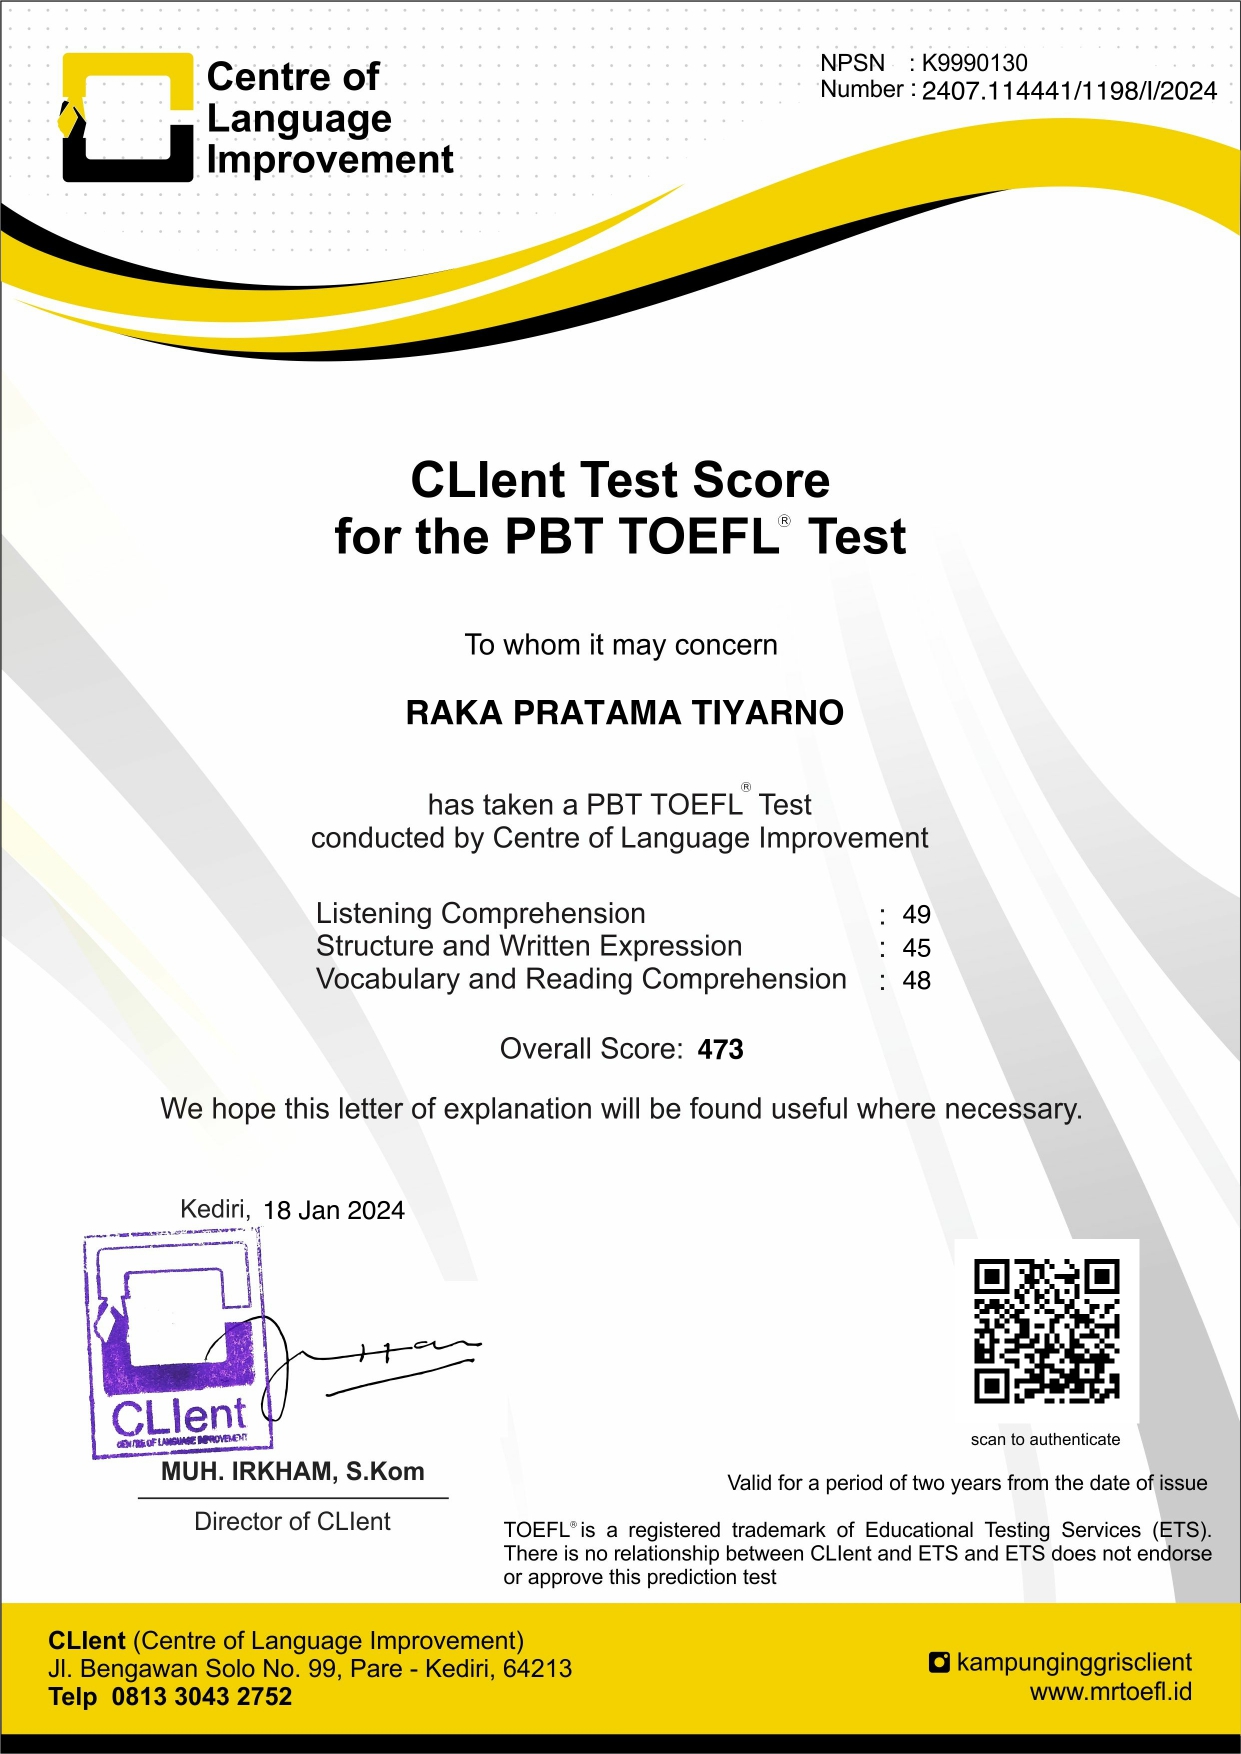 Centre of
Language
Improvement
NPSN : K9990130
Number : 2407.114441/1198/I/2024
CLIent Test Score
for the PBT TOEFL® Test
To whom it may concern
RAKA PRATAMA TIYARNO
has taken a PBT TOEFL® Test
conducted by Centre of Language Improvement
Listening Comprehension : 49
Structure and Written Expression : 45
Vocabulary and Reading Comprehension : 48
Overall Score: 473
We hope this letter of explanation will be found useful where necessary.
Kediri, 18 Jan 2024
CLIent
CENTRE OF LANGUAGE IMPROVEMENT
MUH. IRKHAM, S.Kom
Director of CLIent
scan to authenticate
Valid for a period of two years from the date of issue
TOEFL® is a registered trademark of Educational Testing Services (ETS).
There is no relationship between CLIent and ETS and ETS does not endorse
or approve this prediction test
CLIent (Centre of Language Improvement)
Jl. Bengawan Solo No. 99, Pare - Kediri, 64213
Telp 0813 3043 2752
kampunginggrisclient
www.mrtoefl.id